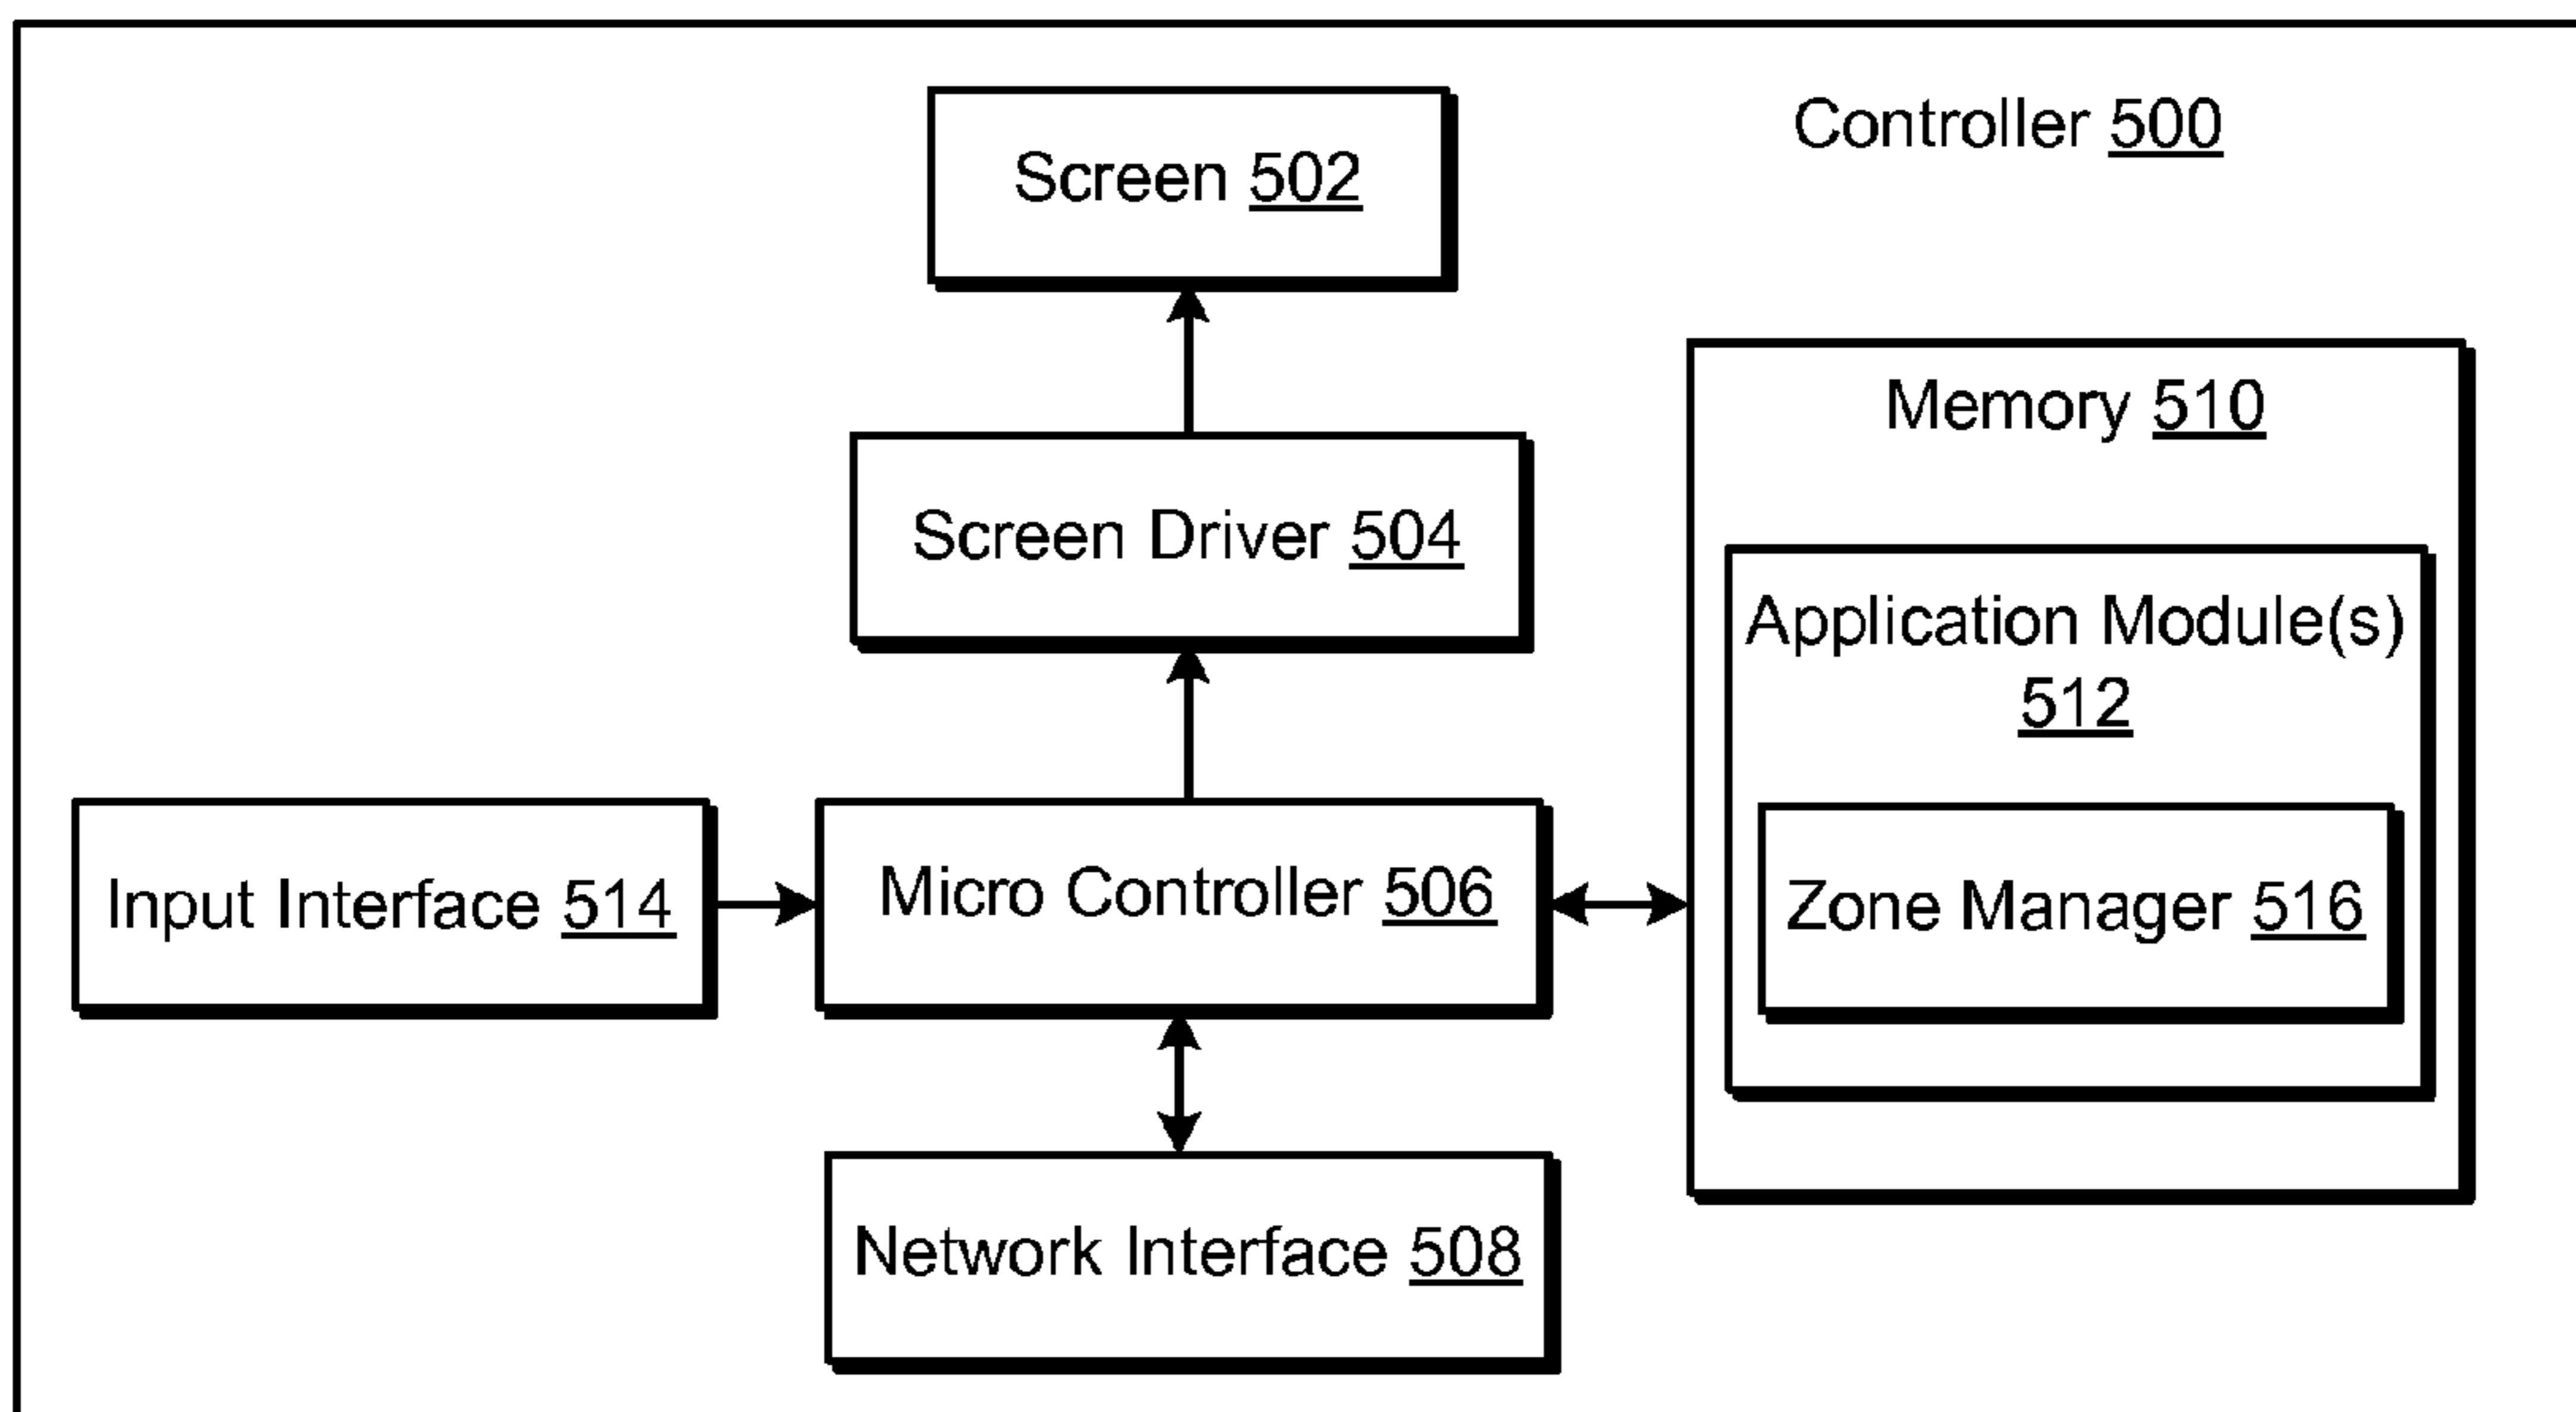 Controller 500
Screen 502
Memory 510
Screen Driver 504
Application Module(s)
512
Input Interface 514
Micro Controller 506
Zone Manager 516
Network Interface 508